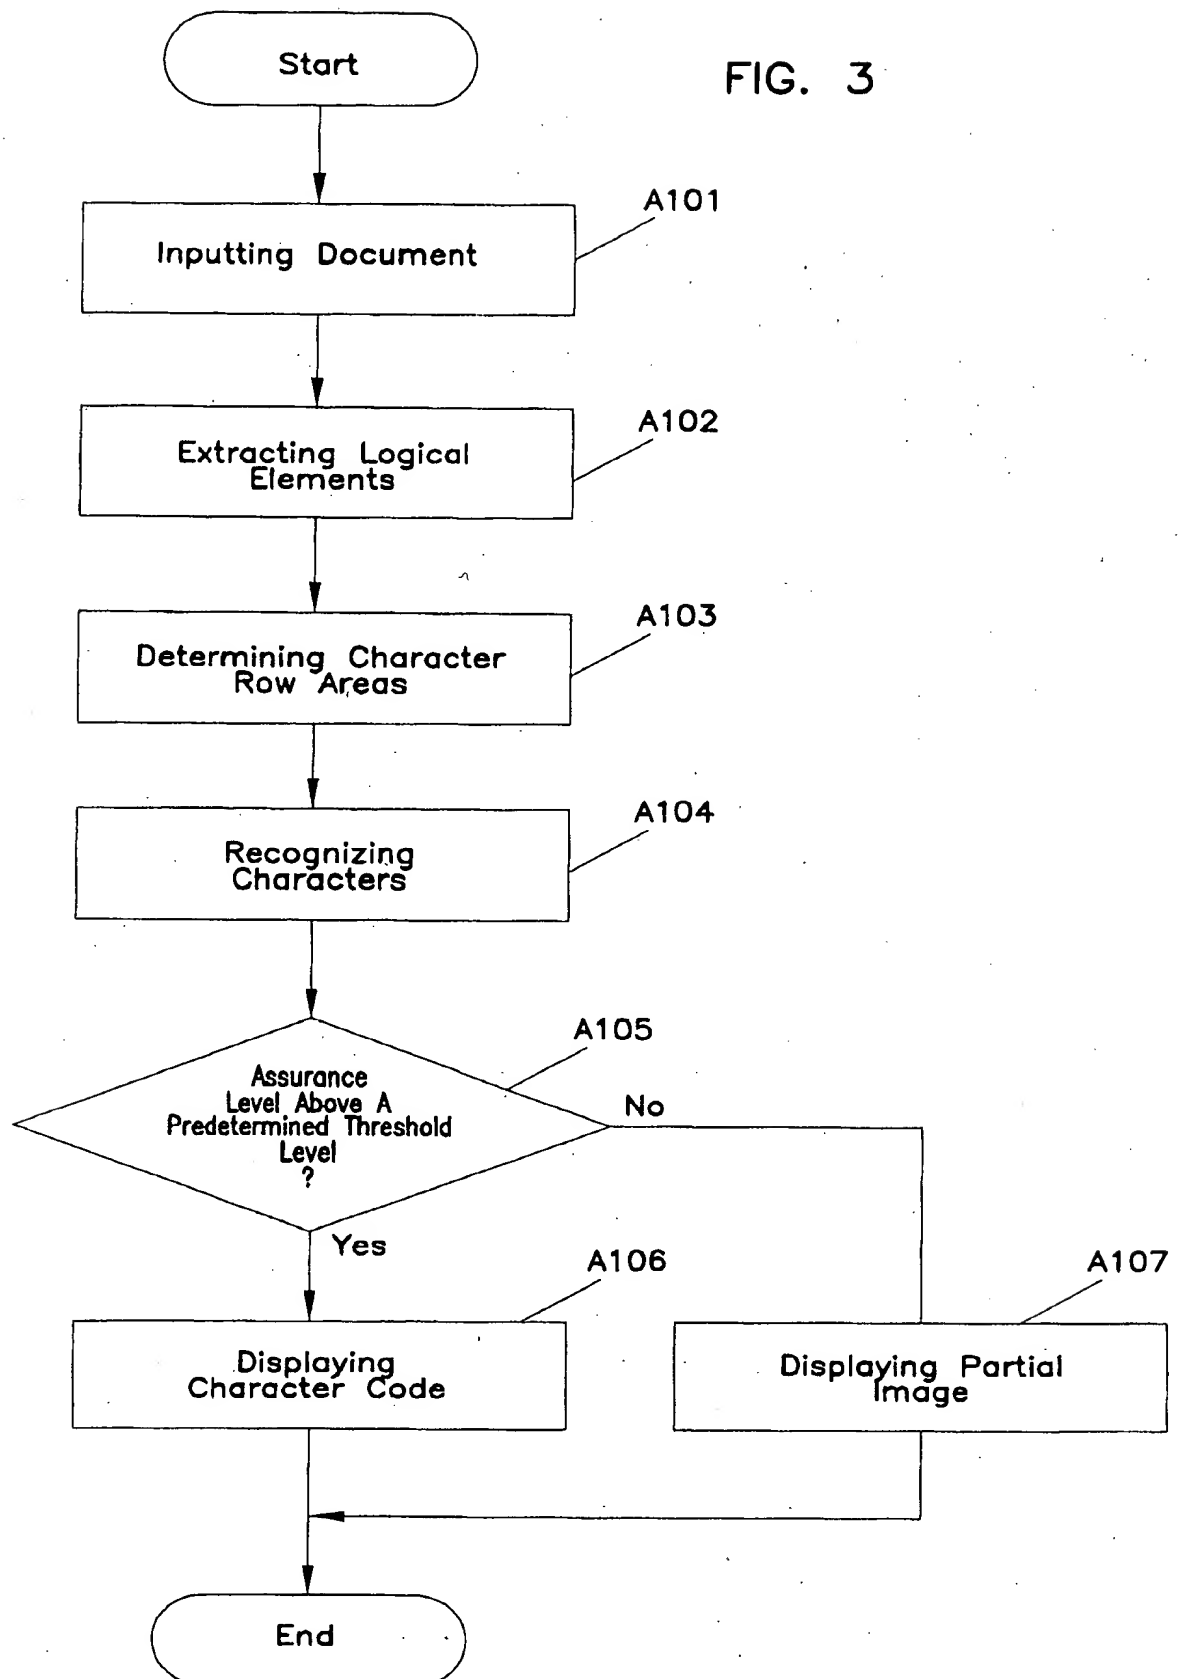 Start
FIG. 3
A101
Inputting Document
A102
Extracting Logical
Elements
A103
Determining Character
Row Areas
A104
Recognizing
Characters
A105
Assurance
Level Above A
Predetermined Threshold
Level
?
No
Yes
A106
Displaying
Character Code
A107
Displaying Partial
Image
End